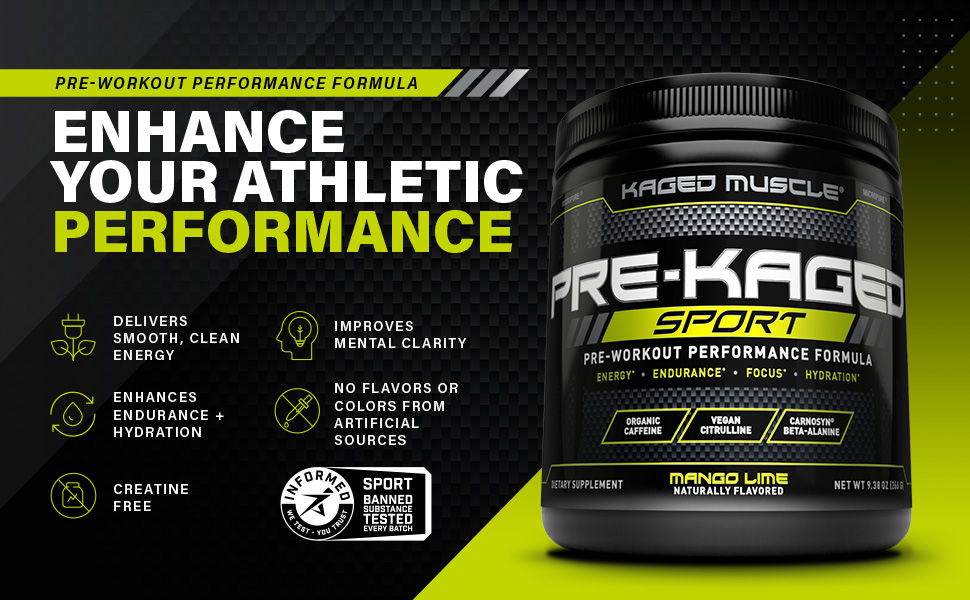 PRE-WORKOUT PERFORMANCE FORMULA
ENHANCE
YOUR ATHLETIC
PERFORMANCE
DELIVERS
SMOOTH, CLEAN
ENERGY
IMPROVES
MENTAL CLARITY
ENHANCES
ENDURANCE +
HYDRATION
NO FLAVORS OR
COLORS FROM
ARTIFICIAL
SOURCES
CREATINE
FREE
INFORMED
WE TEST • YOU TRUST
SPORT
BANNED
SUBSTANCE
TESTED
EVERY BATCH
KAGED MUSCLE®
PRE-KAGED
SPORT
PRE-WORKOUT PERFORMANCE FORMULA
ENERGY* • ENDURANCE* • FOCUS* • HYDRATION*
ORGANIC
CAFFEINE
VEGAN
CITRULLINE
CARNOSYN®
BETA-ALANINE
DIETARY SUPPLEMENT
MANGO LIME
NATURALLY FLAVORED
NET WT 9.38 OZ (266 G)